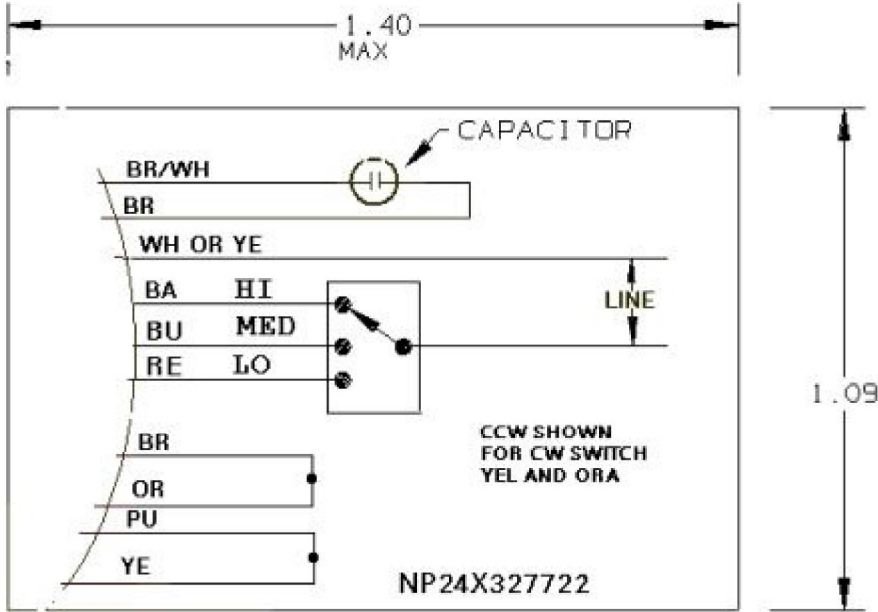 1.40
MAX
CAPACITOR
BR/WH
BR
WH OR YE
BA HI
LINE
BU MED
RE LO
1.09
CCW SHOWN
FOR CW SWITCH
YEL AND ORA
BR
OR
PU
YE
NP24X327722